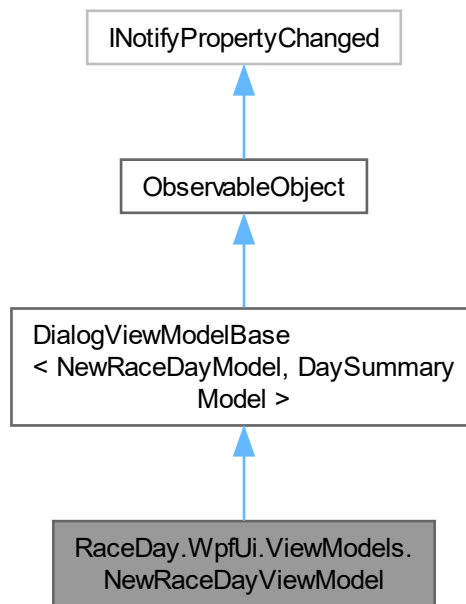 INotifyPropertyChanged
ObservableObject
DialogViewModelBase
< NewRaceDayModel, DaySummary
Model >
RaceDay.WpfUi.ViewModels.
NewRaceDayViewModel